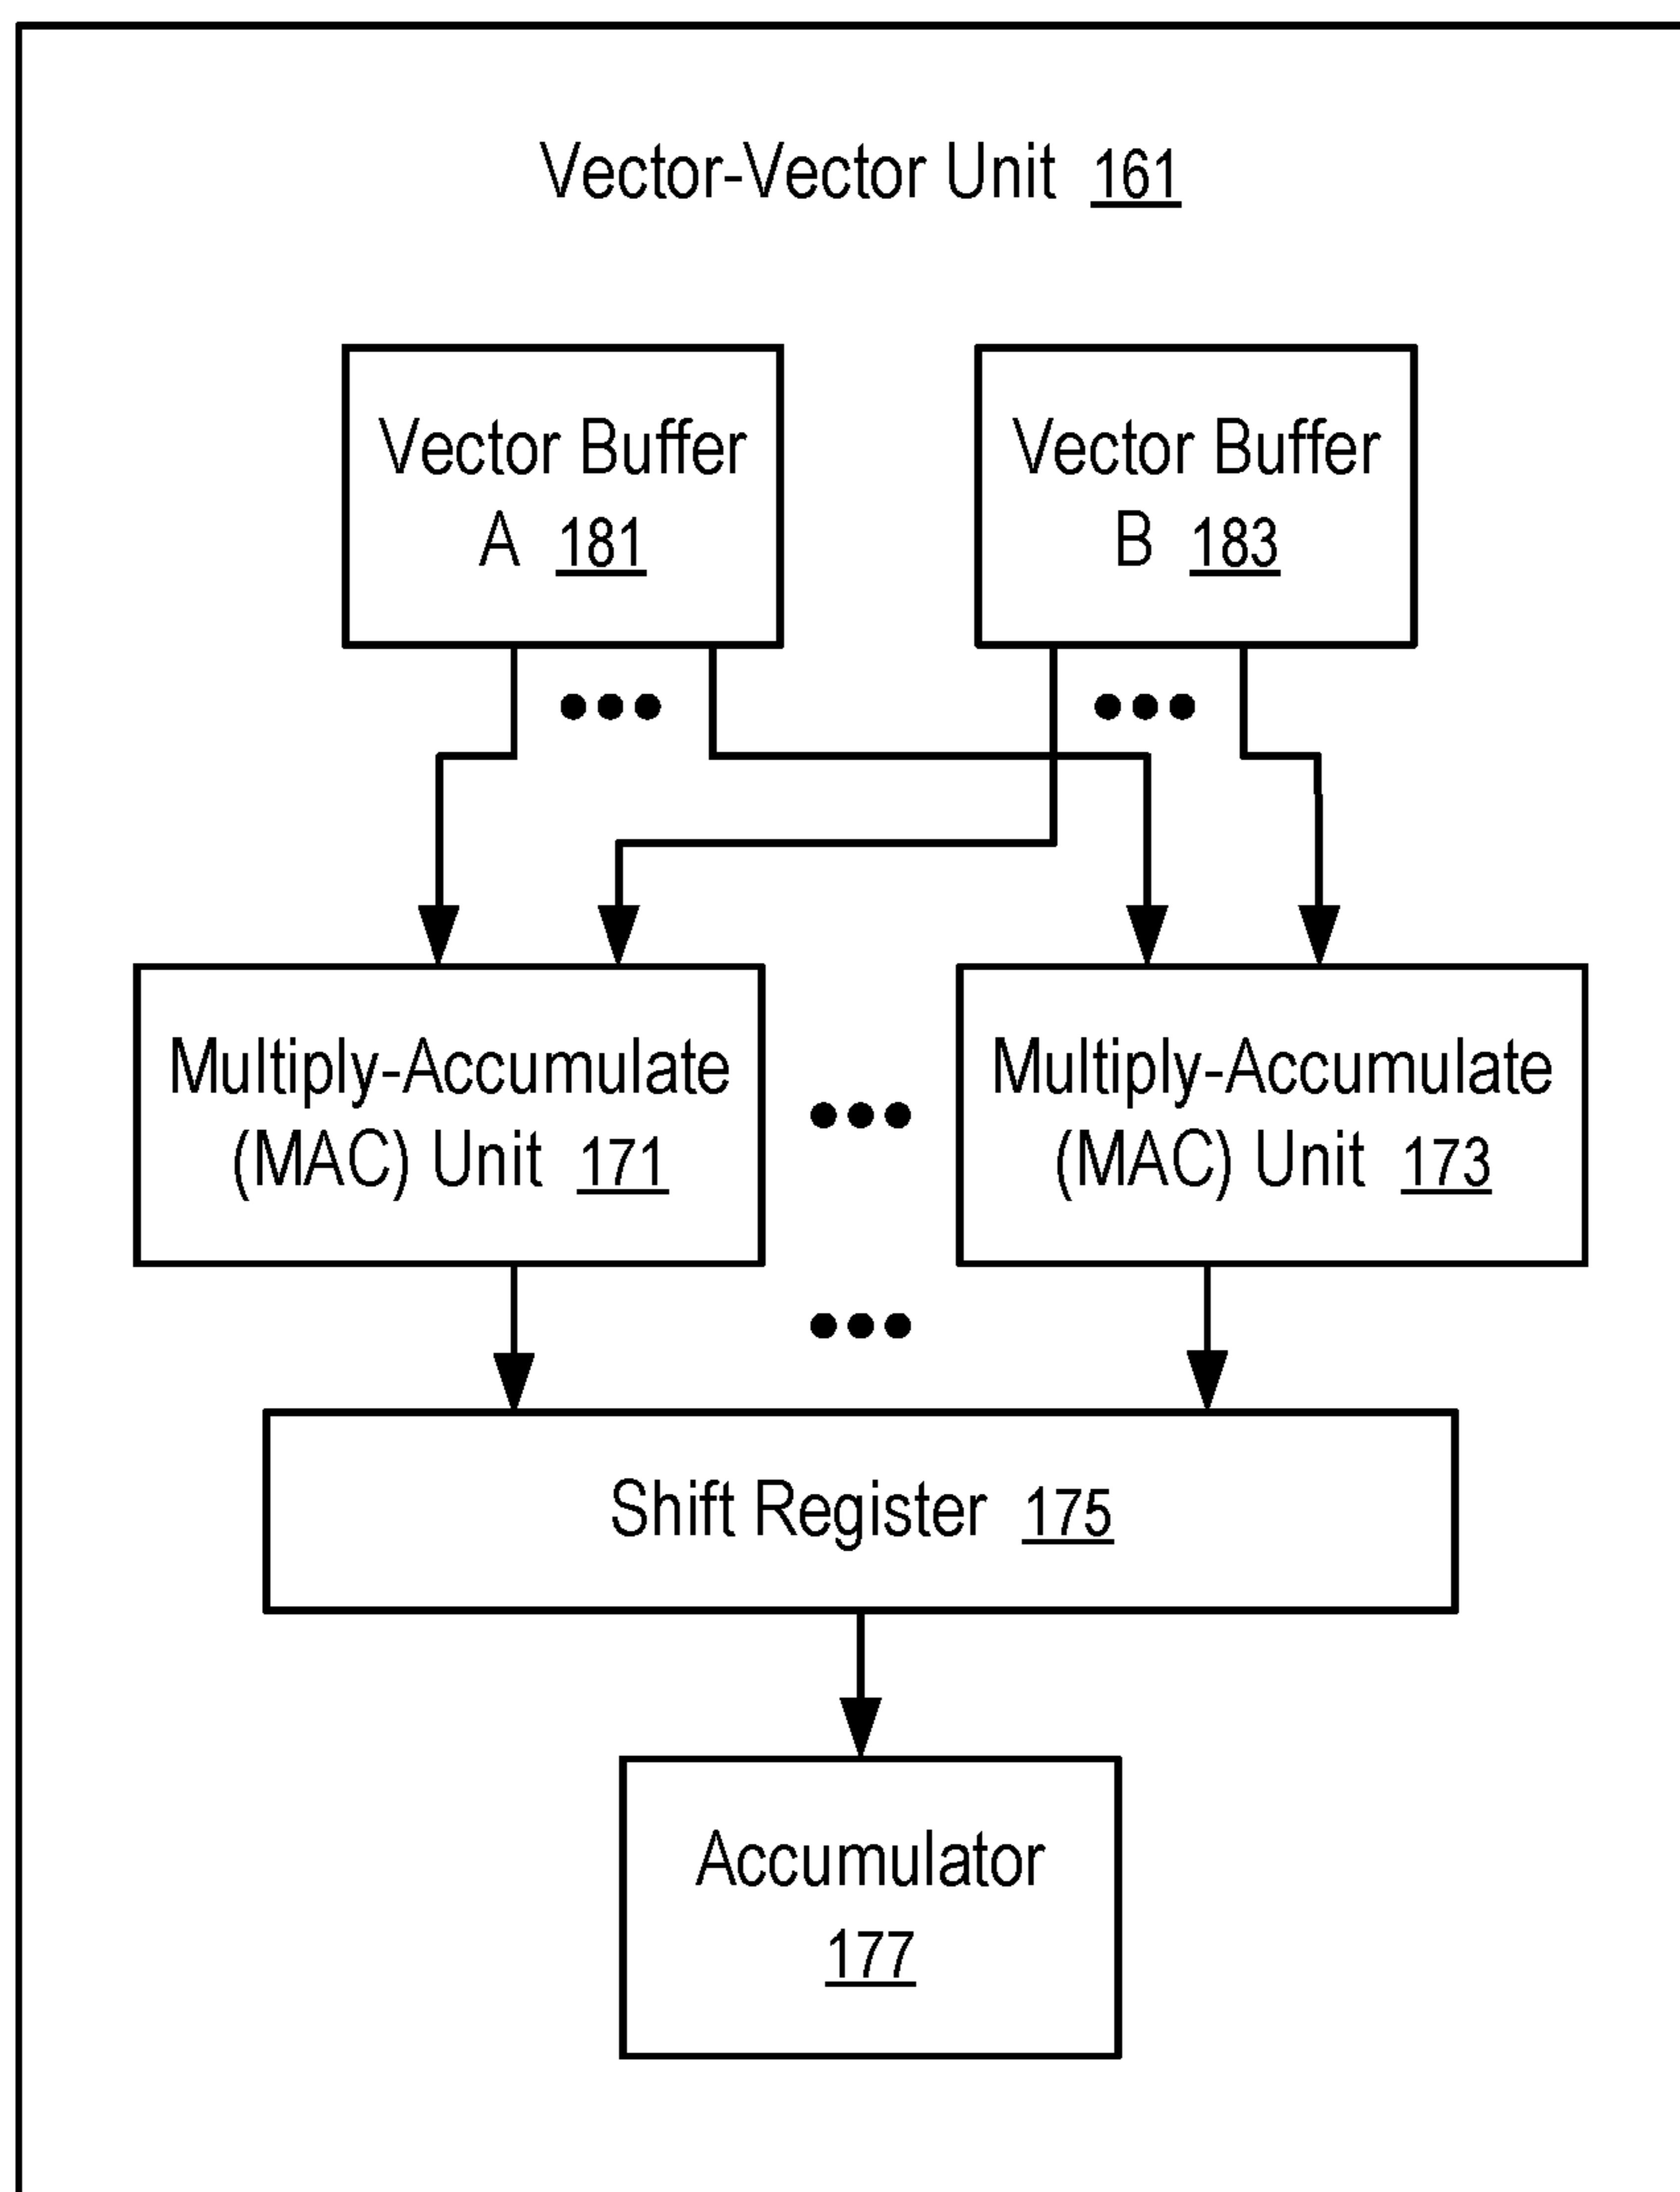 Vector-Vector Unit 161
Vector Buffer
A 181
Vector Buffer
B 183
Multiply-Accumulate
(MAC) Unit 171
Multiply-Accumulate
(MAC) Unit 173
Shift Register 175
Accumulator
177